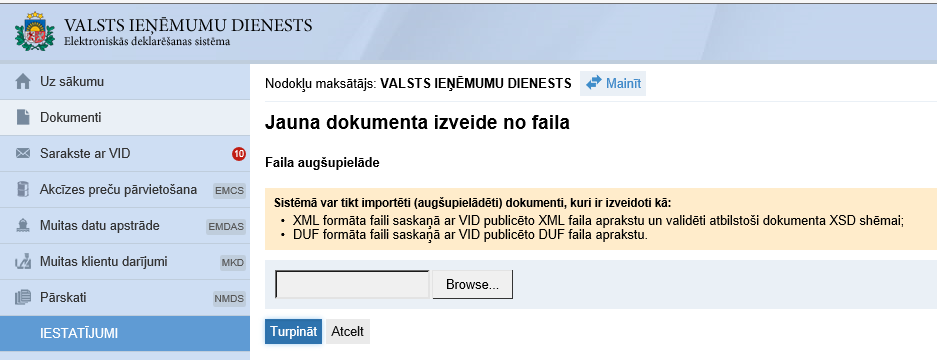 VALSTS IEŅĒMUMU DIENESTS
Elektroniskās deklarēšanas sistēma
Uz sākumu
Dokumenti
Sarakste ar VID 10
Akcīzes preču pārvietošana EMCS
Muitas datu apstrāde EMDAS
Muitas klientu darījumi MKD
Pārskati NMDS
IESTATĪJUMI
Nodokļu maksātājs: VALSTS IEŅĒMUMU DIENESTS Mainīt
Jauna dokumenta izveide no faila
Faila augšupielāde
Sistēmā var tikt importēti (augšupielādēti) dokumenti, kuri ir izveidoti kā:
• XML formāta faili saskaņā ar VID publicēto XML faila aprakstu un validēti atbilstoši dokumenta XSD shēmai;
• DUF formāta faili saskaņā ar VID publicēto DUF faila aprakstu.
Browse...
Turpināt Atcelt